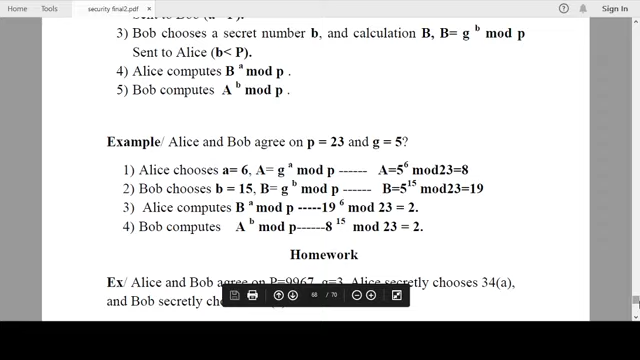 Home Tools security final2.pdf × Sign In
3) Bob chooses a secret number b, and calculation B, B= g b mod p
Sent to Alice (b< P).
4) Alice computes B a mod p .
5) Bob computes A b mod p .
Example/ Alice and Bob agree on p = 23 and g = 5?
1) Alice chooses a= 6, A= g a mod p ------ A=5 6 mod23=8
2) Bob chooses b = 15, B= g b mod p ------ B=5 15 mod23=19
3) Alice computes B a mod p -----19 6 mod 23 = 2.
4) Bob computes A b mod p------8 15 mod 23 = 2.
Homework
Ex/ Alice and Bob agree on P=9967, g=3. Alice secretly chooses 34(a),
and Bob secretly
68 / 70